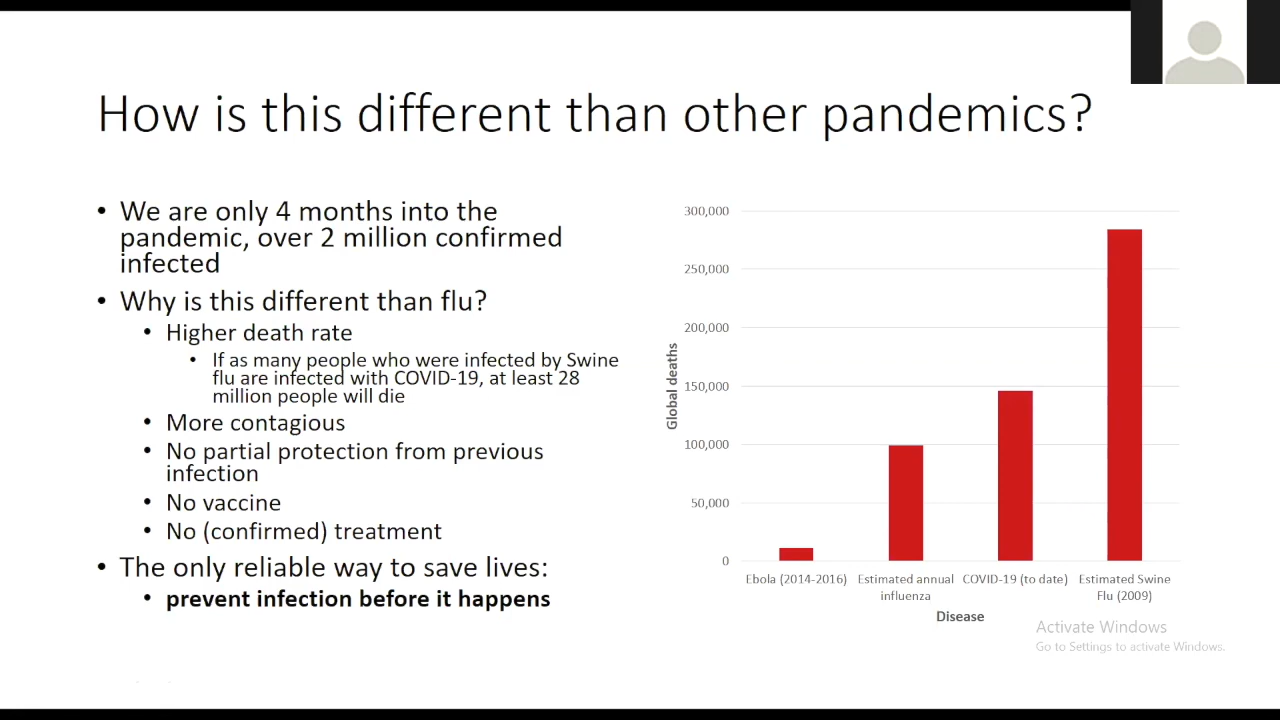 How is this different than other pandemics?
• We are only 4 months into the
pandemic, over 2 million confirmed
infected
• Why is this different than flu?
• Higher death rate
• If as many people who were infected by Swine
flu are infected with COVID-19, at least 28
million people will die
• More contagious
• No partial protection from previous
infection
• No vaccine
• No (confirmed) treatment
• The only reliable way to save lives:
• prevent infection before it happens
Global deaths
300,000
250,000
200,000
150,000
100,000
50,000
0
Ebola (2014-2016)
Estimated annual
influenza
COVID-19 (to date)
Estimated Swine
Flu (2009)
Disease
Activate Windows
Go to Settings to activate Windows.